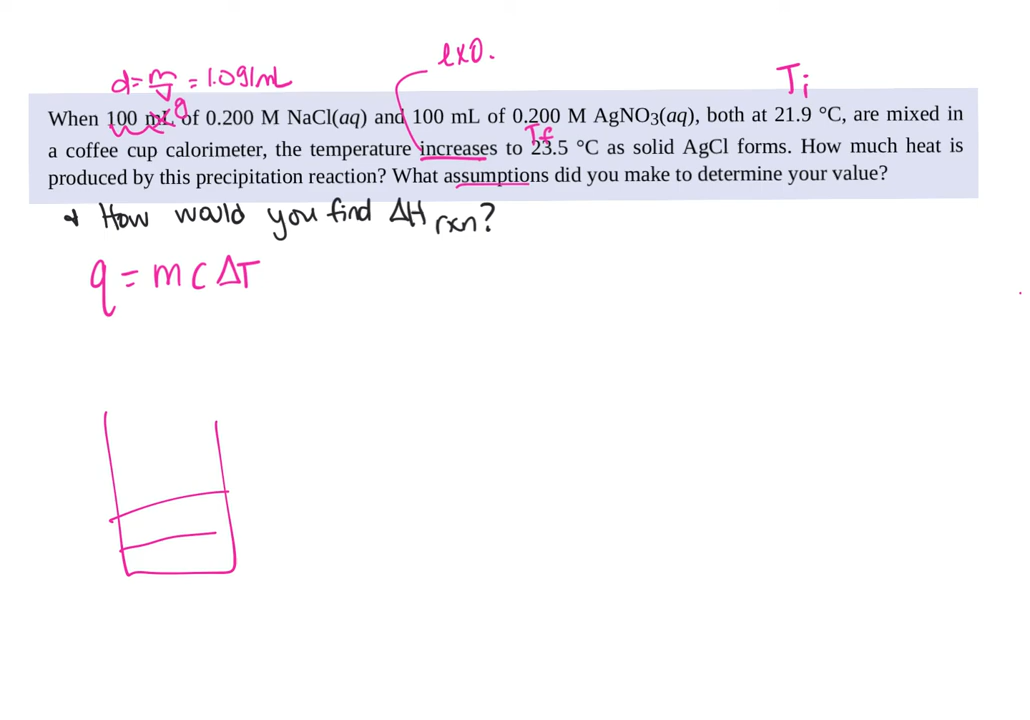 exo.
d = m/V = 1.0g/mL
Ti
g
When 100 mL of 0.200 M NaCl(aq) and 100 mL of 0.200 M AgNO3(aq), both at 21.9 °C, are mixed in
Tf
a coffee cup calorimeter, the temperature increases to 23.5 °C as solid AgCl forms. How much heat is
produced by this precipitation reaction? What assumptions did you make to determine your value?
How would you find ΔH rxn?
q = m C ΔT